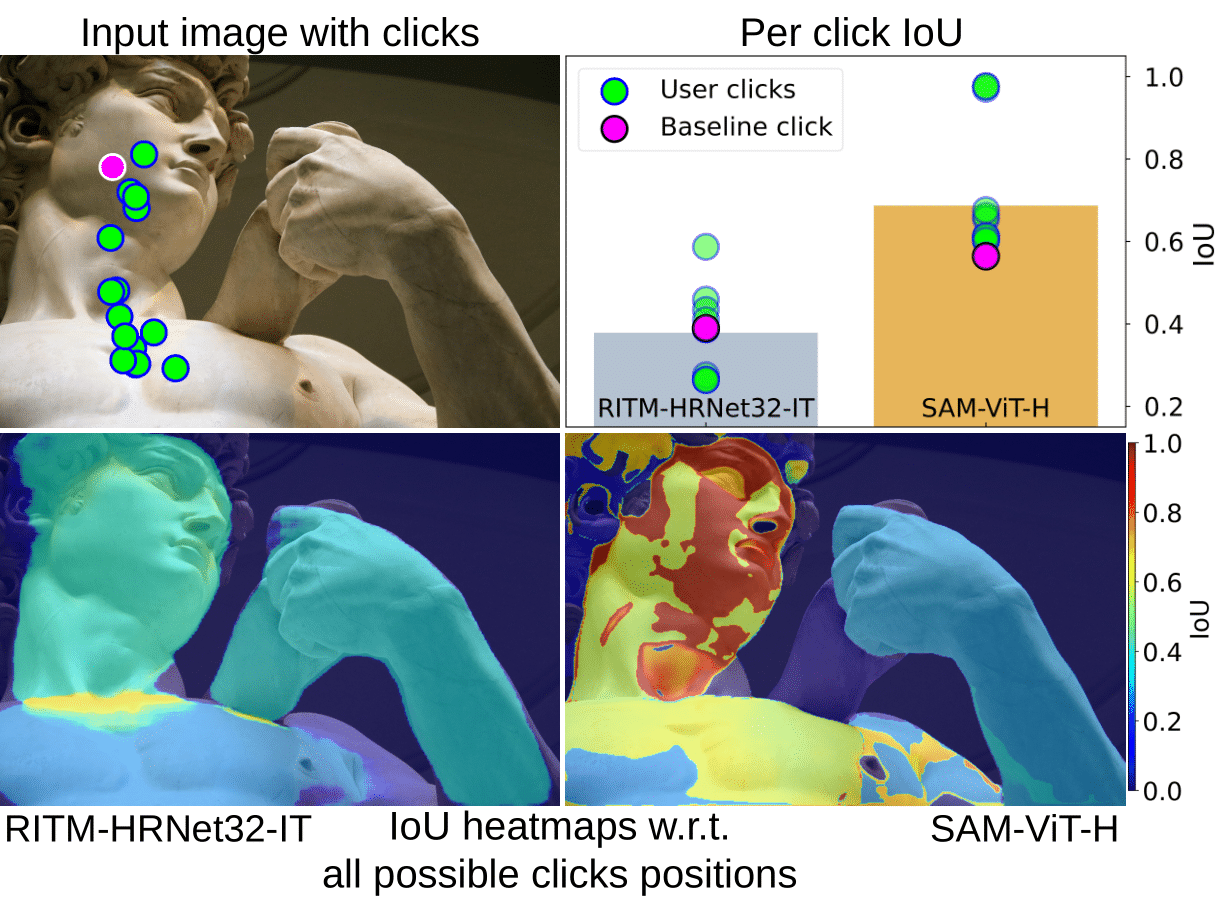 Input image with clicks
Per click IoU
User clicks
Baseline click
1.0
0.8
0.6
0.4
0.2
IoU
RITM-HRNet32-IT
SAM-ViT-H
1.0
0.8
0.6
0.4
0.2
0.0
IoU
RITM-HRNet32-IT
IoU heatmaps w.r.t.
all possible clicks positions
SAM-ViT-H